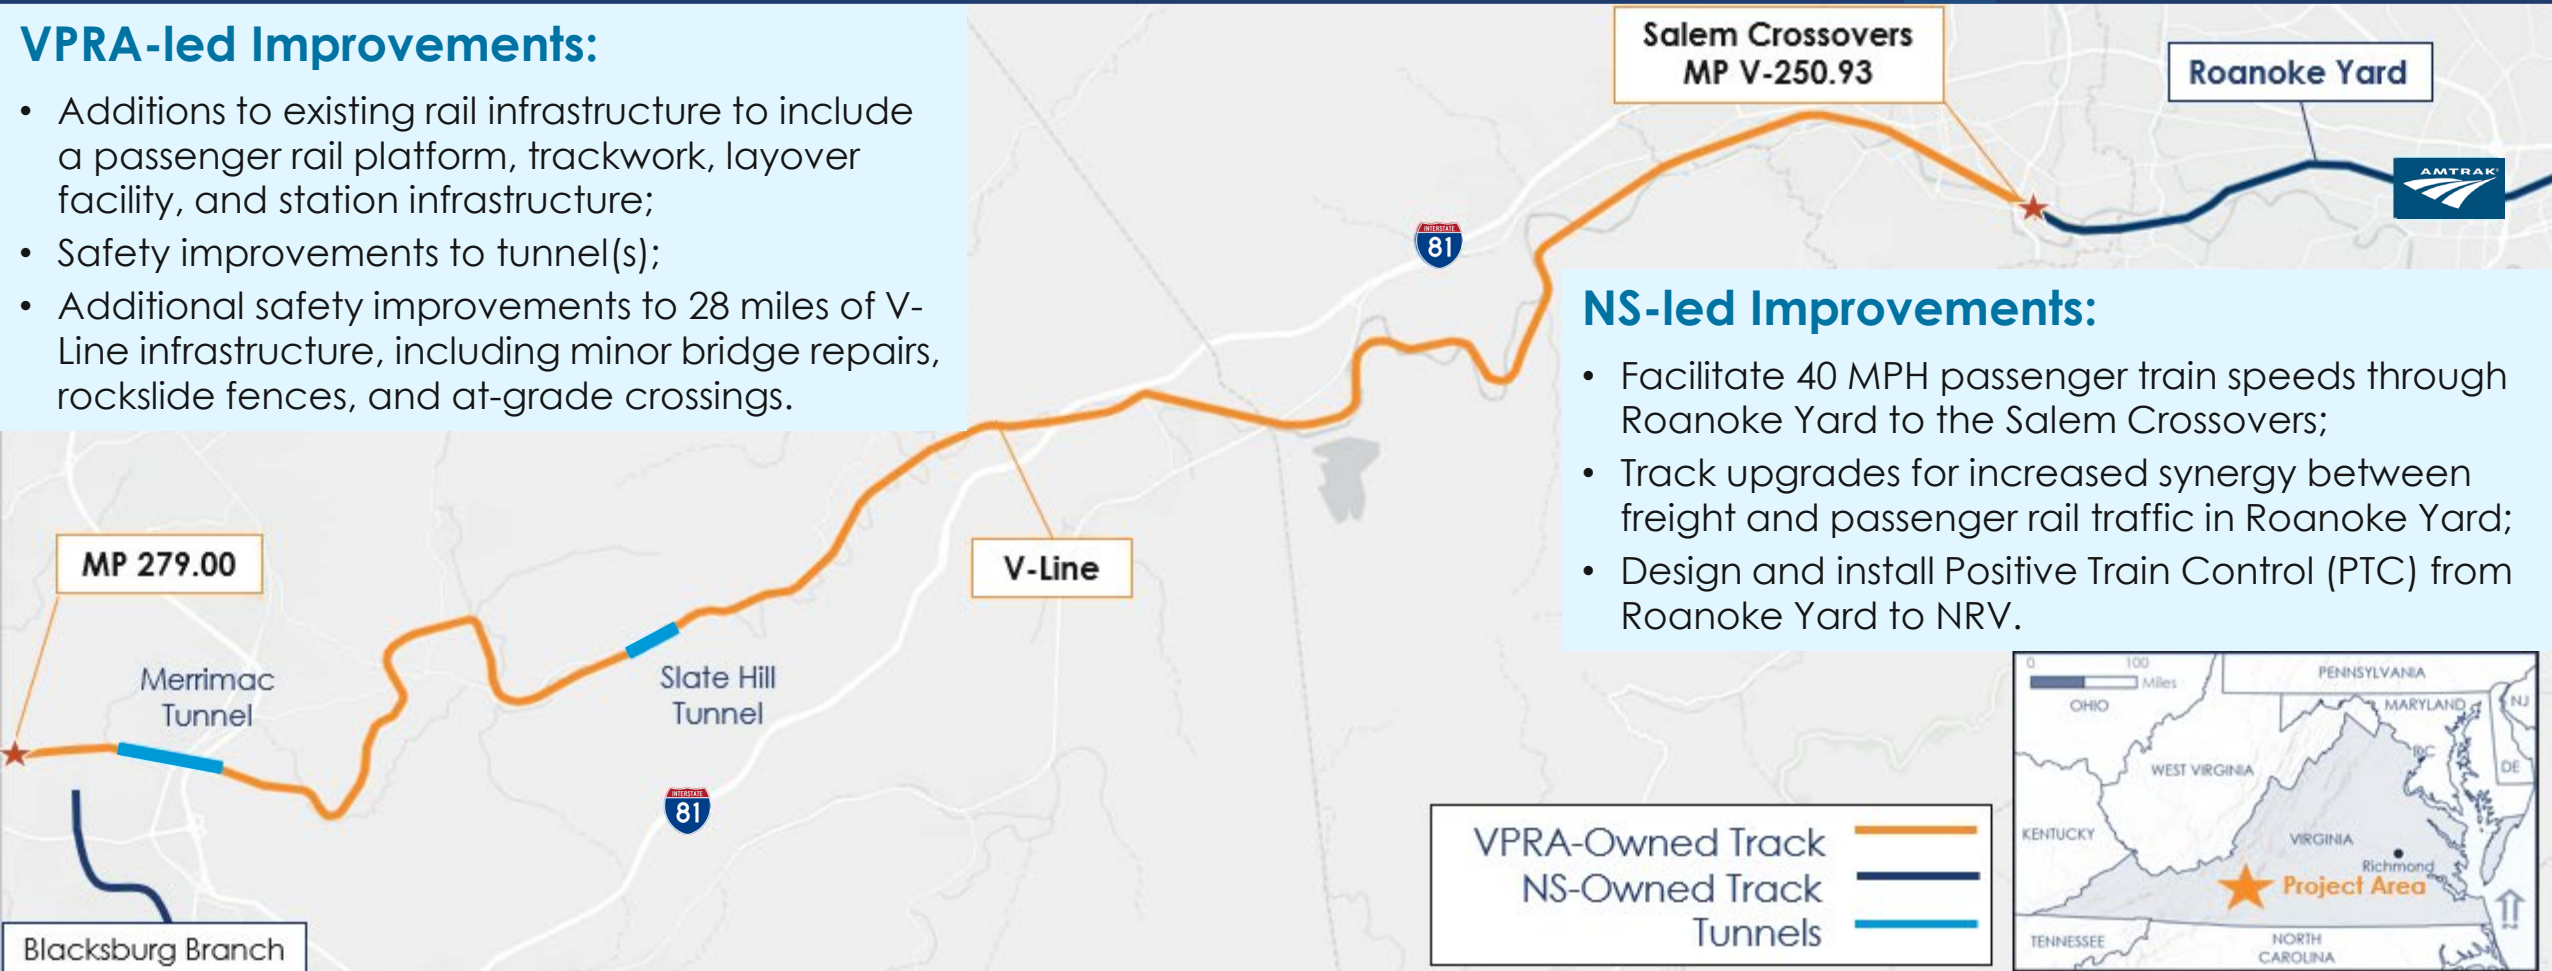 VPRA-led Improvements:
• Additions to existing rail infrastructure to include
a passenger rail platform, trackwork, layover
facility, and station infrastructure;
• Safety improvements to tunnel(s);
• Additional safety improvements to 28 miles of V-
Line infrastructure, including minor bridge repairs,
rockslide fences, and at-grade crossings.
Salem Crossovers
MP V-250.93
Roanoke Yard
AMTRAK
INTERSTATE
81
NS-led Improvements:
• Facilitate 40 MPH passenger train speeds through
Roanoke Yard to the Salem Crossovers;
• Track upgrades for increased synergy between
freight and passenger rail traffic in Roanoke Yard;
• Design and install Positive Train Control (PTC) from
Roanoke Yard to NRV.
MP 279.00
V-Line
Merrimac
Tunnel
Slate Hill
Tunnel
INTERSTATE
81
Blacksburg Branch
VPRA-Owned Track
NS-Owned Track
Tunnels
0 100
Miles
PENNSYLVANIA
OHIO
MARYLAND
NJ
DC
WEST VIRGINIA
DE
KENTUCKY
VIRGINIA
Richmond
Project Area
TENNESSEE
NORTH
CAROLINA
N